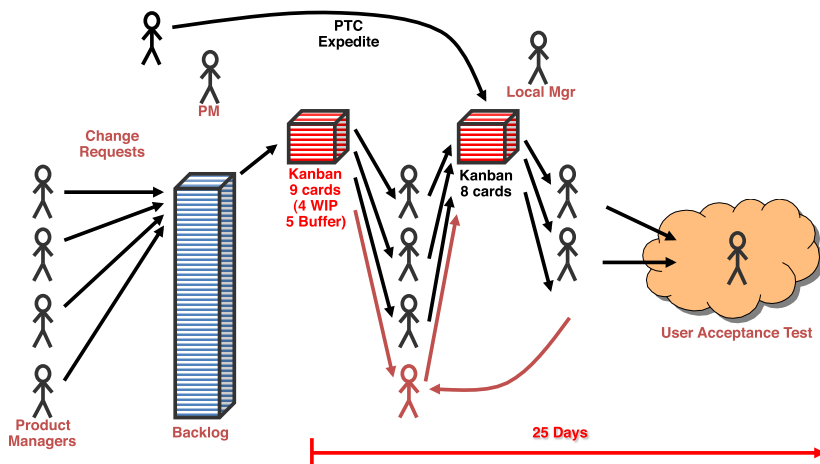 PTC
Expedite
PM
Local Mgr
Change
Requests
Kanban
9 cards
(4 WIP
5 Buffer)
Kanban
8 cards
User Acceptance Test
Product
Managers
Backlog
25 Days